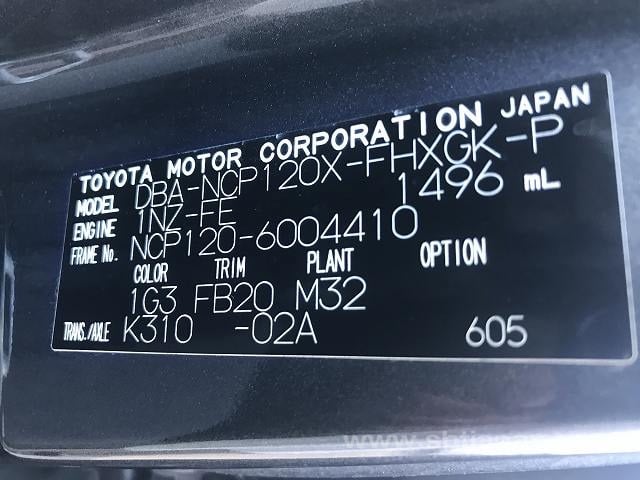 TOYOTA MOTOR CORPORATION JAPAN
MODEL DBA-NCP120X-FHXGK-P
ENGINE 1NZ-FE 1496 mL
FRAME No. NCP120-6004410
COLOR TRIM PLANT OPTION
1G3 FB20 M32
TRANS./AXLE K310 -02A 605